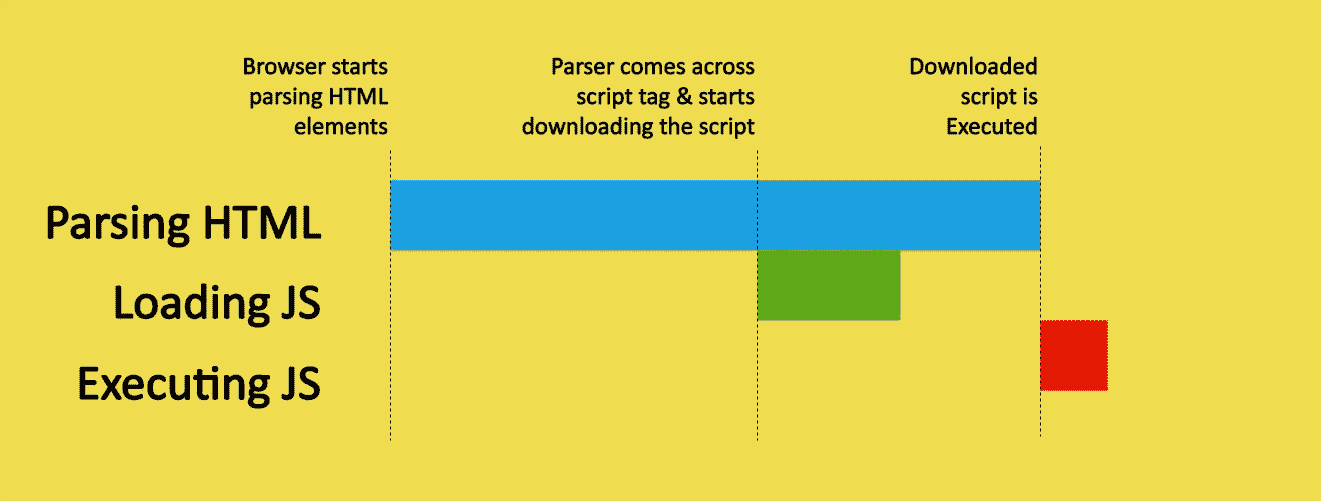 Browser starts
parsing HTML
elements
Parser comes across
script tag & starts
downloading the script
Downloaded
script is
Executed
Parsing HTML
Loading JS
Executing JS